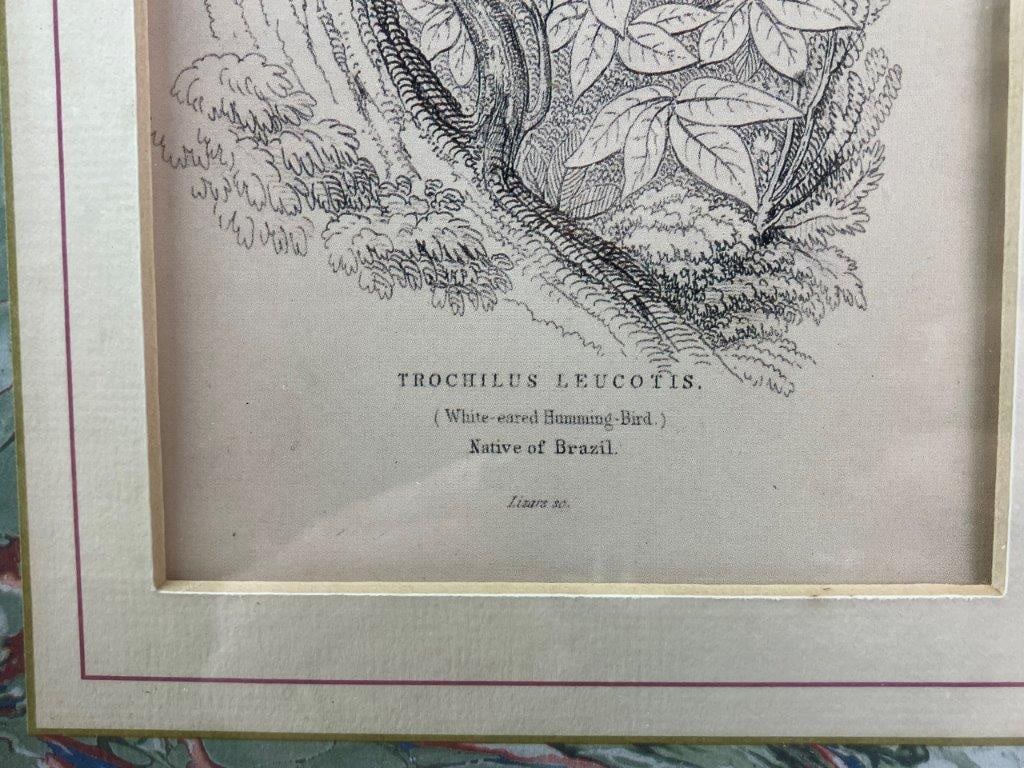 TROCHILUS LEUCOTIS.
(White-eared Humming-Bird.)
Native of Brazil.
Lizars sc.